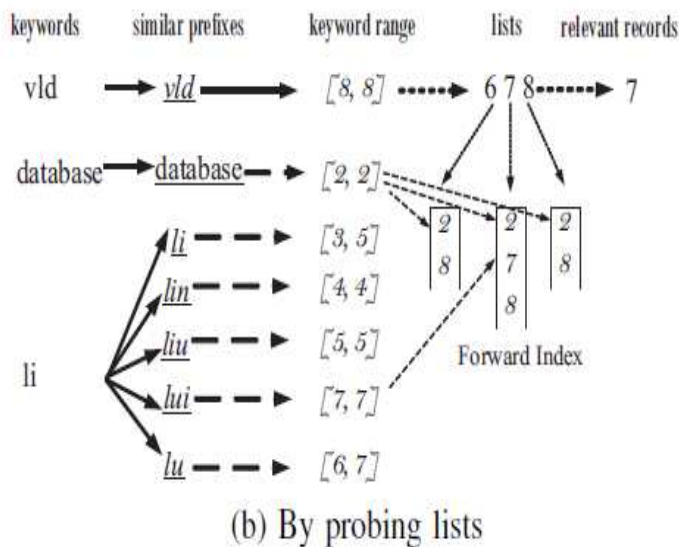 keywords similar prefixes keyword range lists relevant records
vld vld [8, 8] 6 7 8 7
database database [2, 2]
2 2 2
li [3, 5]
8 7 8
lin [4, 4]
8
liu [5, 5]
Forward Index
li
lui [7, 7]
lu [6, 7]
(b) By probing lists